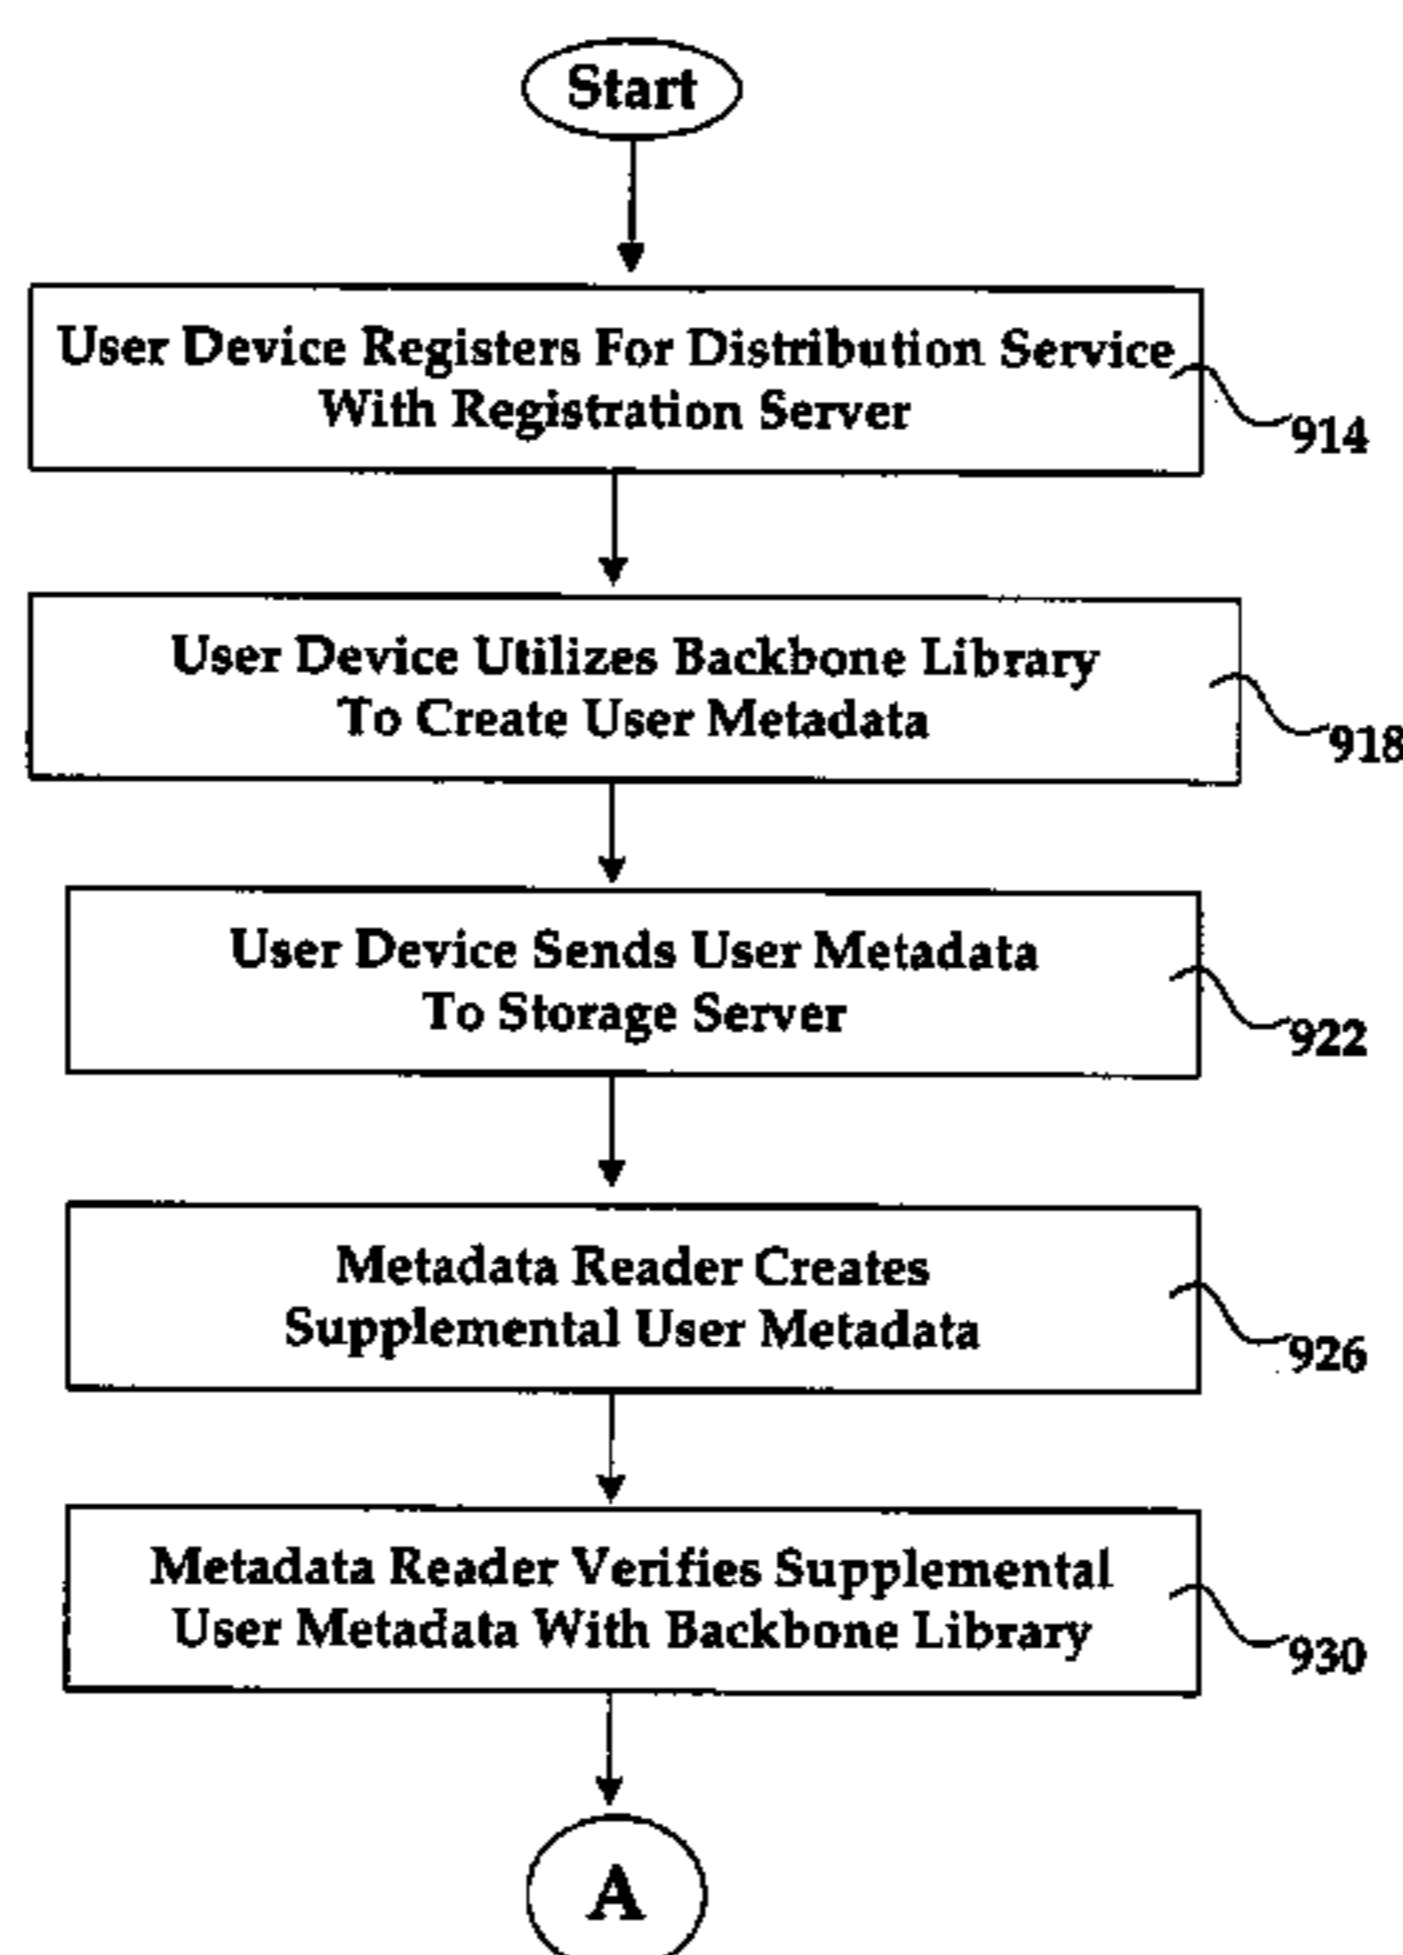 Start
User Device Registers For Distribution Service
With Registration Server
914
User Device Utilizes Backbone Library
To Create User Metadata
918
User Device Sends User Metadata
To Storage Server
922
Metadata Reader Creates
Supplemental User Metadata
926
Metadata Reader Verifies Supplemental
User Metadata With Backbone Library
930
A